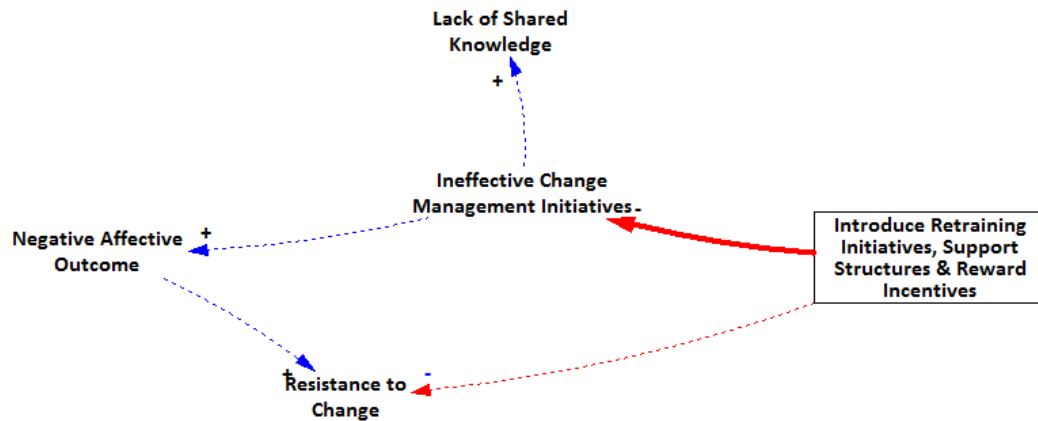 Lack of Shared
Knowledge
+
Ineffective Change
Management Initiatives-
Introduce Retraining
Initiatives, Support
Structures & Reward
Incentives
+
Negative Affective
Outcome
+
-
Resistance to
Change